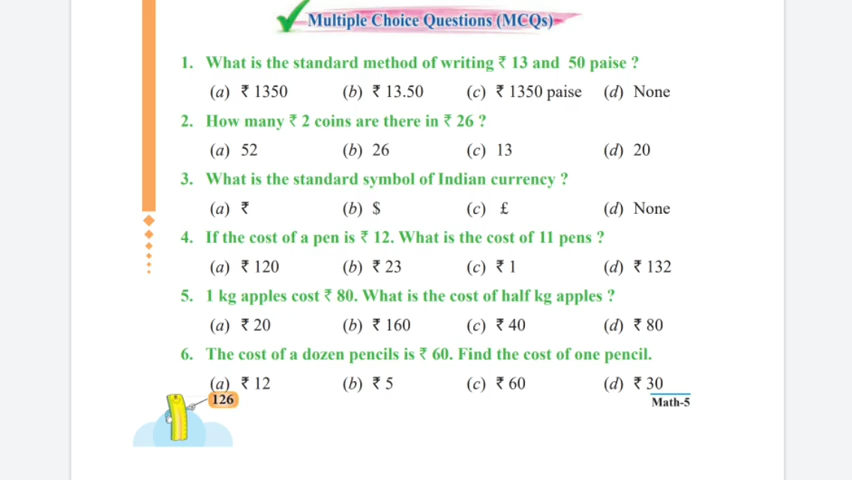 Multiple Choice Questions (MCQs)
1. What is the standard method of writing ₹ 13 and 50 paise ?
(a) ₹ 1350 (b) ₹ 13.50 (c) ₹ 1350 paise (d) None
2. How many ₹ 2 coins are there in ₹ 26 ?
(a) 52 (b) 26 (c) 13 (d) 20
3. What is the standard symbol of Indian currency ?
(a) ₹ (b) $ (c) £ (d) None
4. If the cost of a pen is ₹ 12. What is the cost of 11 pens ?
(a) ₹ 120 (b) ₹ 23 (c) ₹ 1 (d) ₹ 132
5. 1 kg apples cost ₹ 80. What is the cost of half kg apples ?
(a) ₹ 20 (b) ₹ 160 (c) ₹ 40 (d) ₹ 80
6. The cost of a dozen pencils is ₹ 60. Find the cost of one pencil.
(a) ₹ 12 (b) ₹ 5 (c) ₹ 60 (d) ₹ 30
126 Math-5